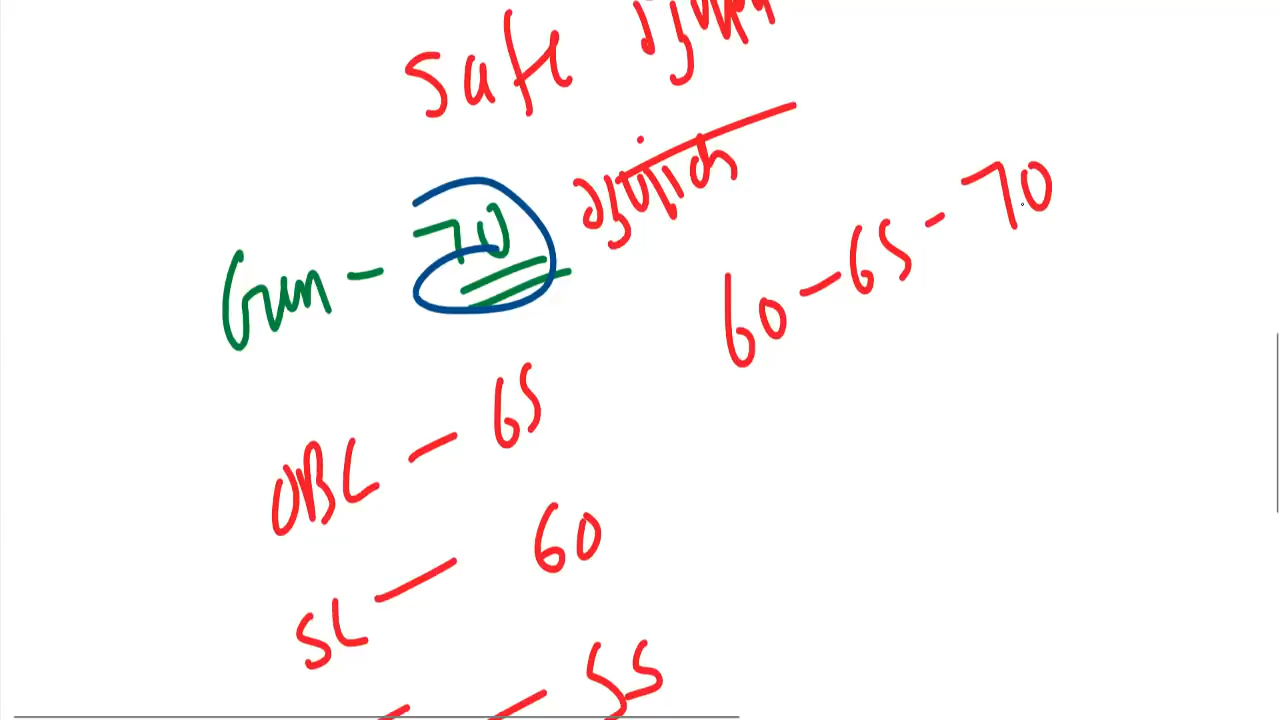 Safe
Gen - 70
60 - 65 - 70
OBC - 65
SC - 60
55